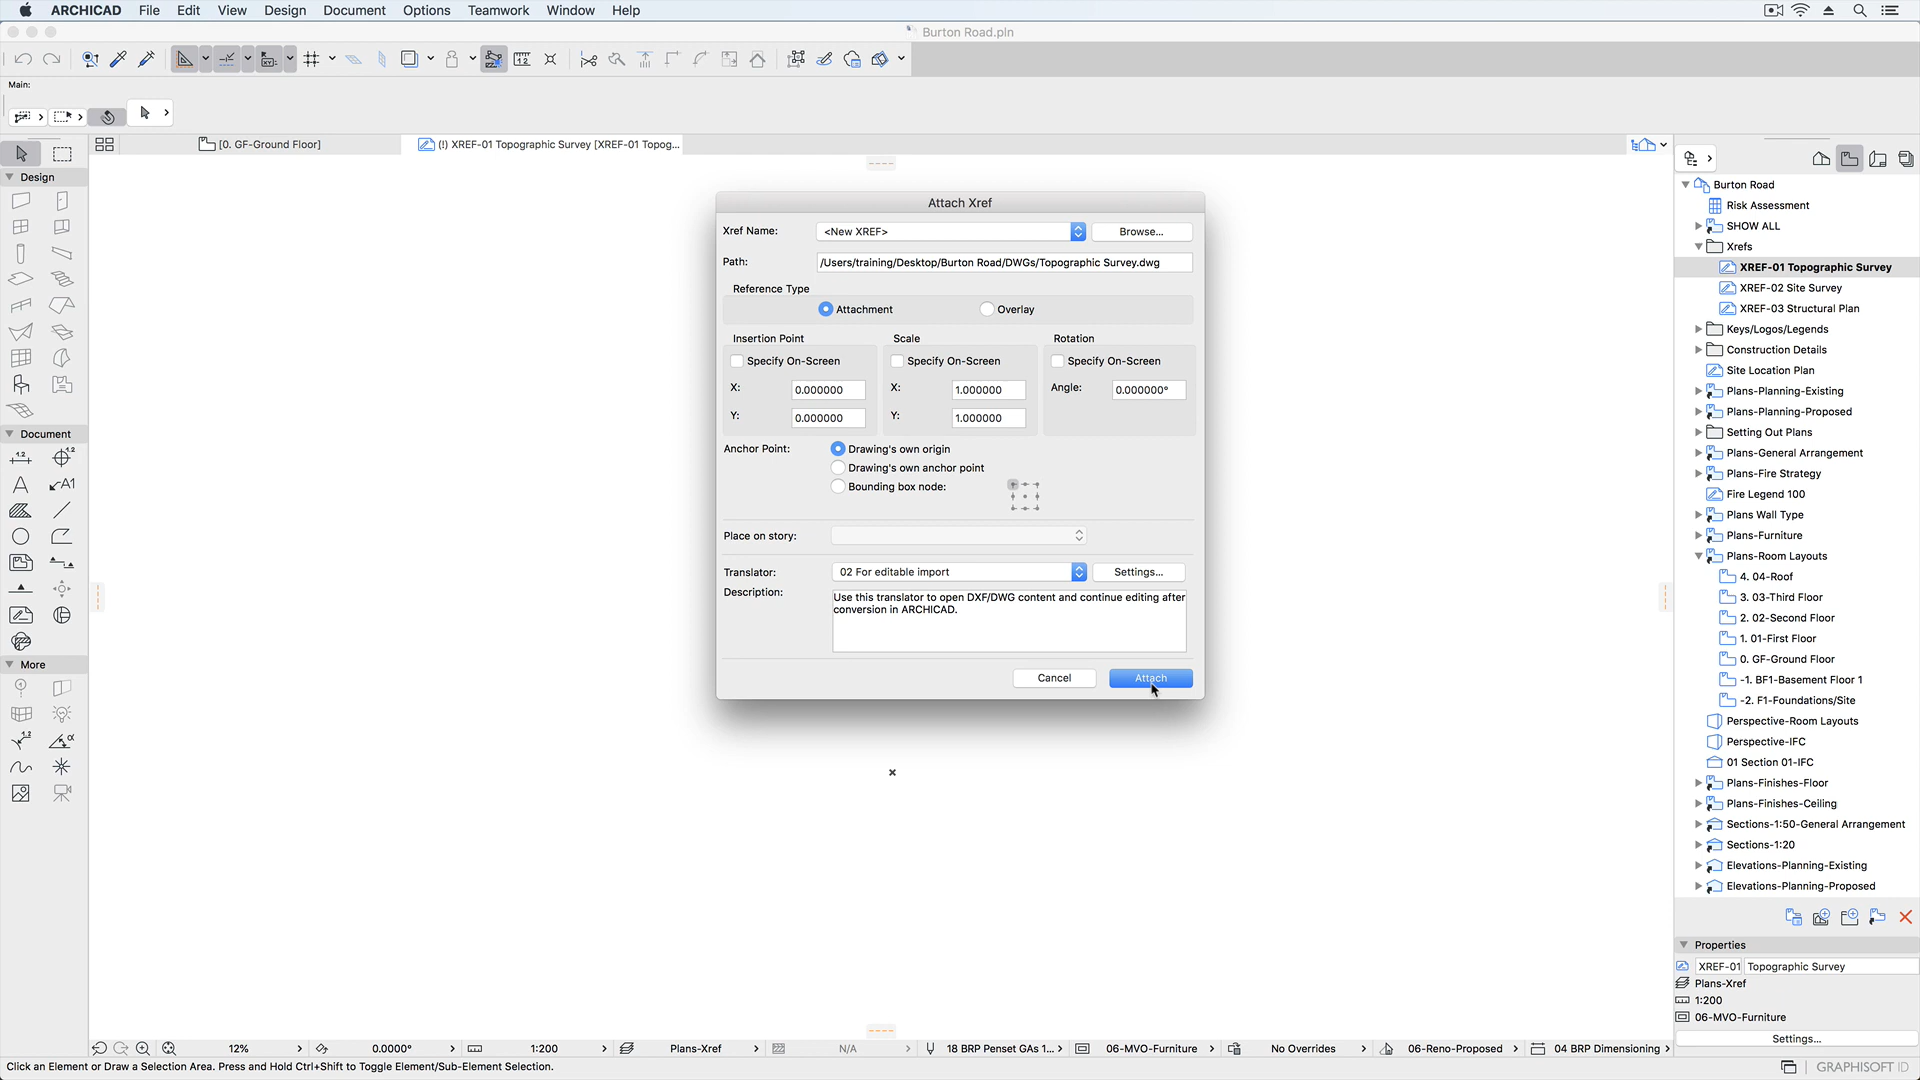 ARCHICAD File Edit View Design Document Options Teamwork Window Help
Burton Road.pln
Main:
[0. GF-Ground Floor]
(!) XREF-01 Topographic Survey [XREF-01 Topog...
Design
Document
More
Attach Xref
Xref Name: <New XREF> Browse...
Path: /Users/training/Desktop/Burton Road/DWGs/Topographic Survey.dwg
Reference Type
Attachment Overlay
Insertion Point Scale Rotation
Specify On-Screen Specify On-Screen Specify On-Screen
X: 0.000000 X: 1.000000 Angle: 0.000000°
Y: 0.000000 Y: 1.000000
Anchor Point: Drawing's own origin
Drawing's own anchor point
Bounding box node:
Place on story:
Translator: 02 For editable import Settings...
Description: Use this translator to open DXF/DWG content and continue editing after
conversion in ARCHICAD.
Cancel Attach
Burton Road
Risk Assessment
SHOW ALL
Xrefs
XREF-01 Topographic Survey
XREF-02 Site Survey
XREF-03 Structural Plan
Keys/Logos/Legends
Construction Details
Site Location Plan
Plans-Planning-Existing
Plans-Planning-Proposed
Setting Out Plans
Plans-General Arrangement
Plans-Fire Strategy
Fire Legend 100
Plans Wall Type
Plans-Furniture
Plans-Room Layouts
4. 04-Roof
3. 03-Third Floor
2. 02-Second Floor
1. 01-First Floor
0. GF-Ground Floor
-1. BF1-Basement Floor 1
-2. F1-Foundations/Site
Perspective-Room Layouts
Perspective-IFC
01 Section 01-IFC
Plans-Finishes-Floor
Plans-Finishes-Ceiling
Sections-1:50-General Arrangement
Sections-1:20
Elevations-Planning-Existing
Elevations-Planning-Proposed
Properties
XREF-01 Topographic Survey
Plans-Xref
1:200
06-MVO-Furniture
Settings...
12% 0.0000° 1:200 Plans-Xref N/A 18 BRP Penset GAs 1... 06-MVO-Furniture No Overrides 06-Reno-Proposed 04 BRP Dimensioning
Click an Element or Draw a Selection Area. Press and Hold Ctrl+Shift to Toggle Element/Sub-Element Selection.
GRAPHISOFT ID